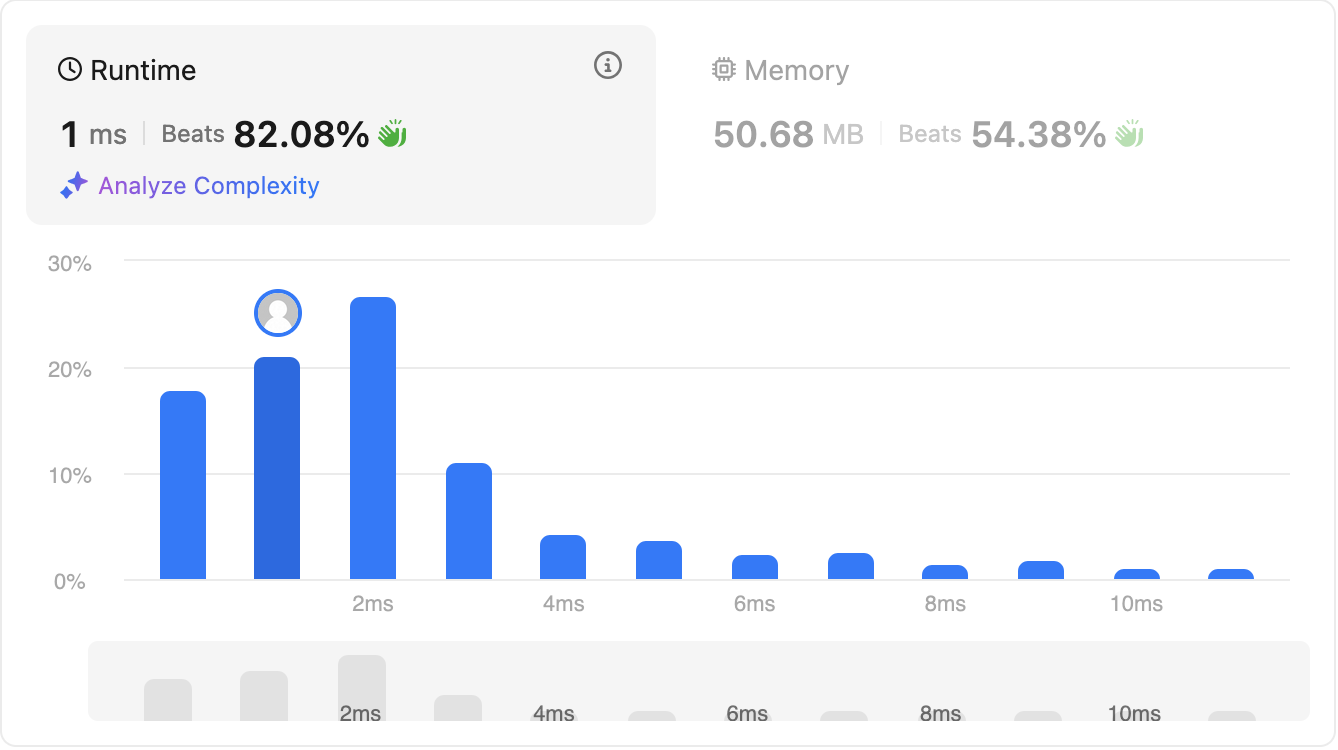 Runtime
1 ms Beats 82.08%
Analyze Complexity
Memory
50.68 MB Beats 54.38%
30%
20%
10%
0%
2ms 4ms 6ms 8ms 10ms
2ms 4ms 6ms 8ms 10ms